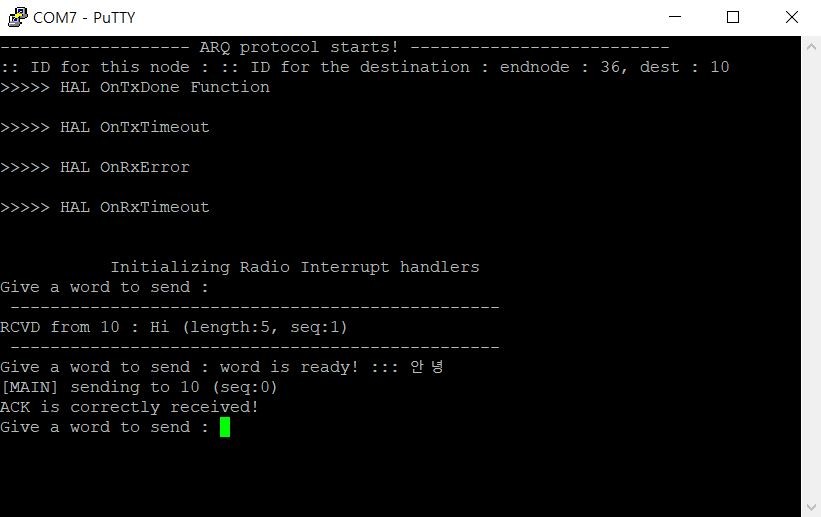 COM7 - PuTTY
------------------- ARQ protocol starts! --------------------------
:: ID for this node : :: ID for the destination : endnode : 36, dest : 10
>>>>> HAL OnTxDone Function
>>>>> HAL OnTxTimeout
>>>>> HAL OnRxError
>>>>> HAL OnRxTimeout
Initializing Radio Interrupt handlers
Give a word to send :
-------------------------------------------------
RCVD from 10 : Hi (length:5, seq:1)
-------------------------------------------------
Give a word to send : word is ready! ::: 안녕
[MAIN] sending to 10 (seq:0)
ACK is correctly received!
Give a word to send :